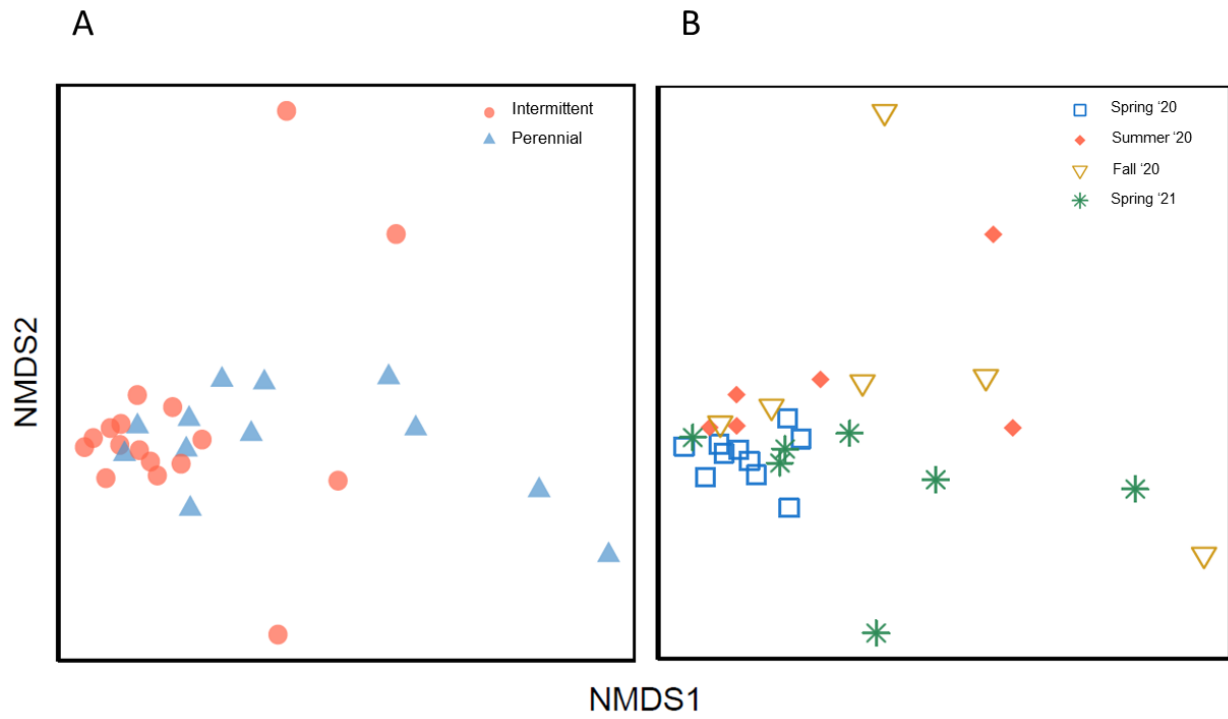 A
B
Intermittent
Perennial
Spring ‘20
Summer ‘20
Fall ‘20
Spring ‘21
NMDS2
NMDS1